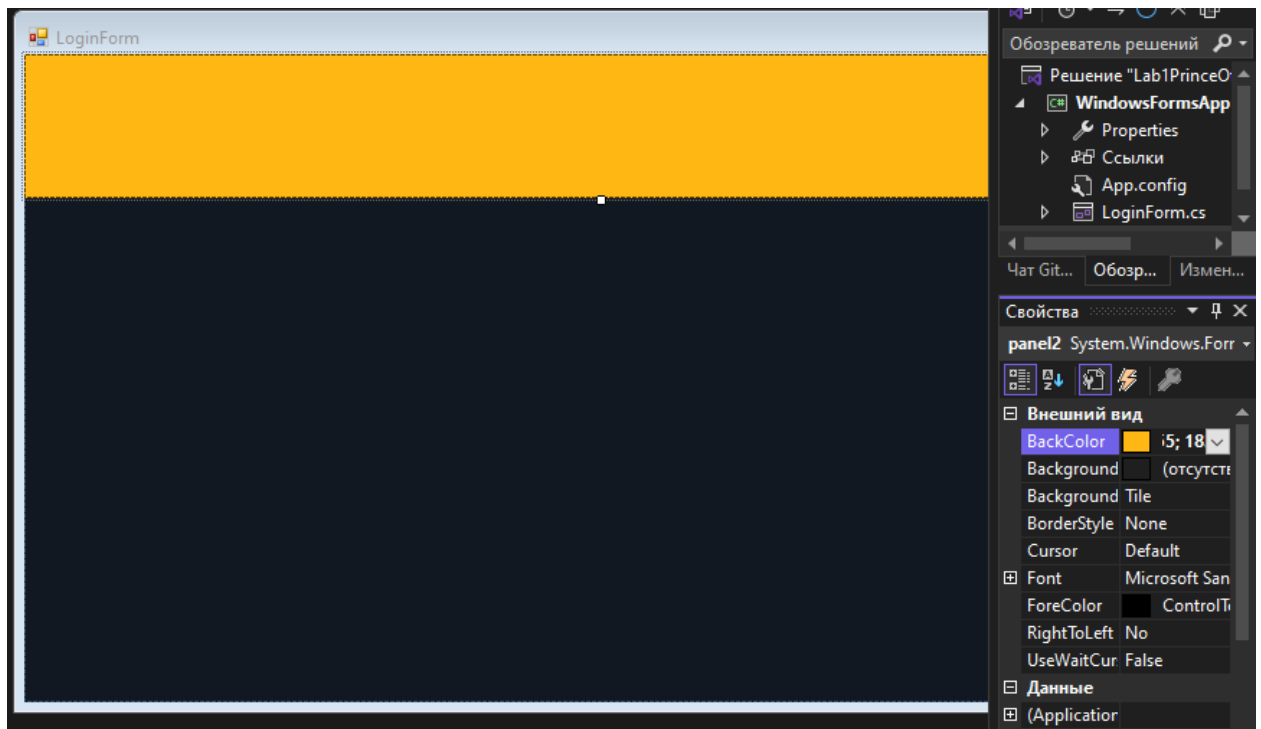 LoginForm
Обозреватель решений
Решение "Lab1PrinceO
WindowsFormsApp
Properties
Ссылки
App.config
LoginForm.cs
Чат Git... Обозр... Измен...
Свойства
panel2 System.Windows.Forr
Внешний вид
BackColor 5; 18
Background (отсутств
Background Tile
BorderStyle None
Cursor Default
Font Microsoft San
ForeColor ControlTe
RightToLeft No
UseWaitCur False
Данные
(Application